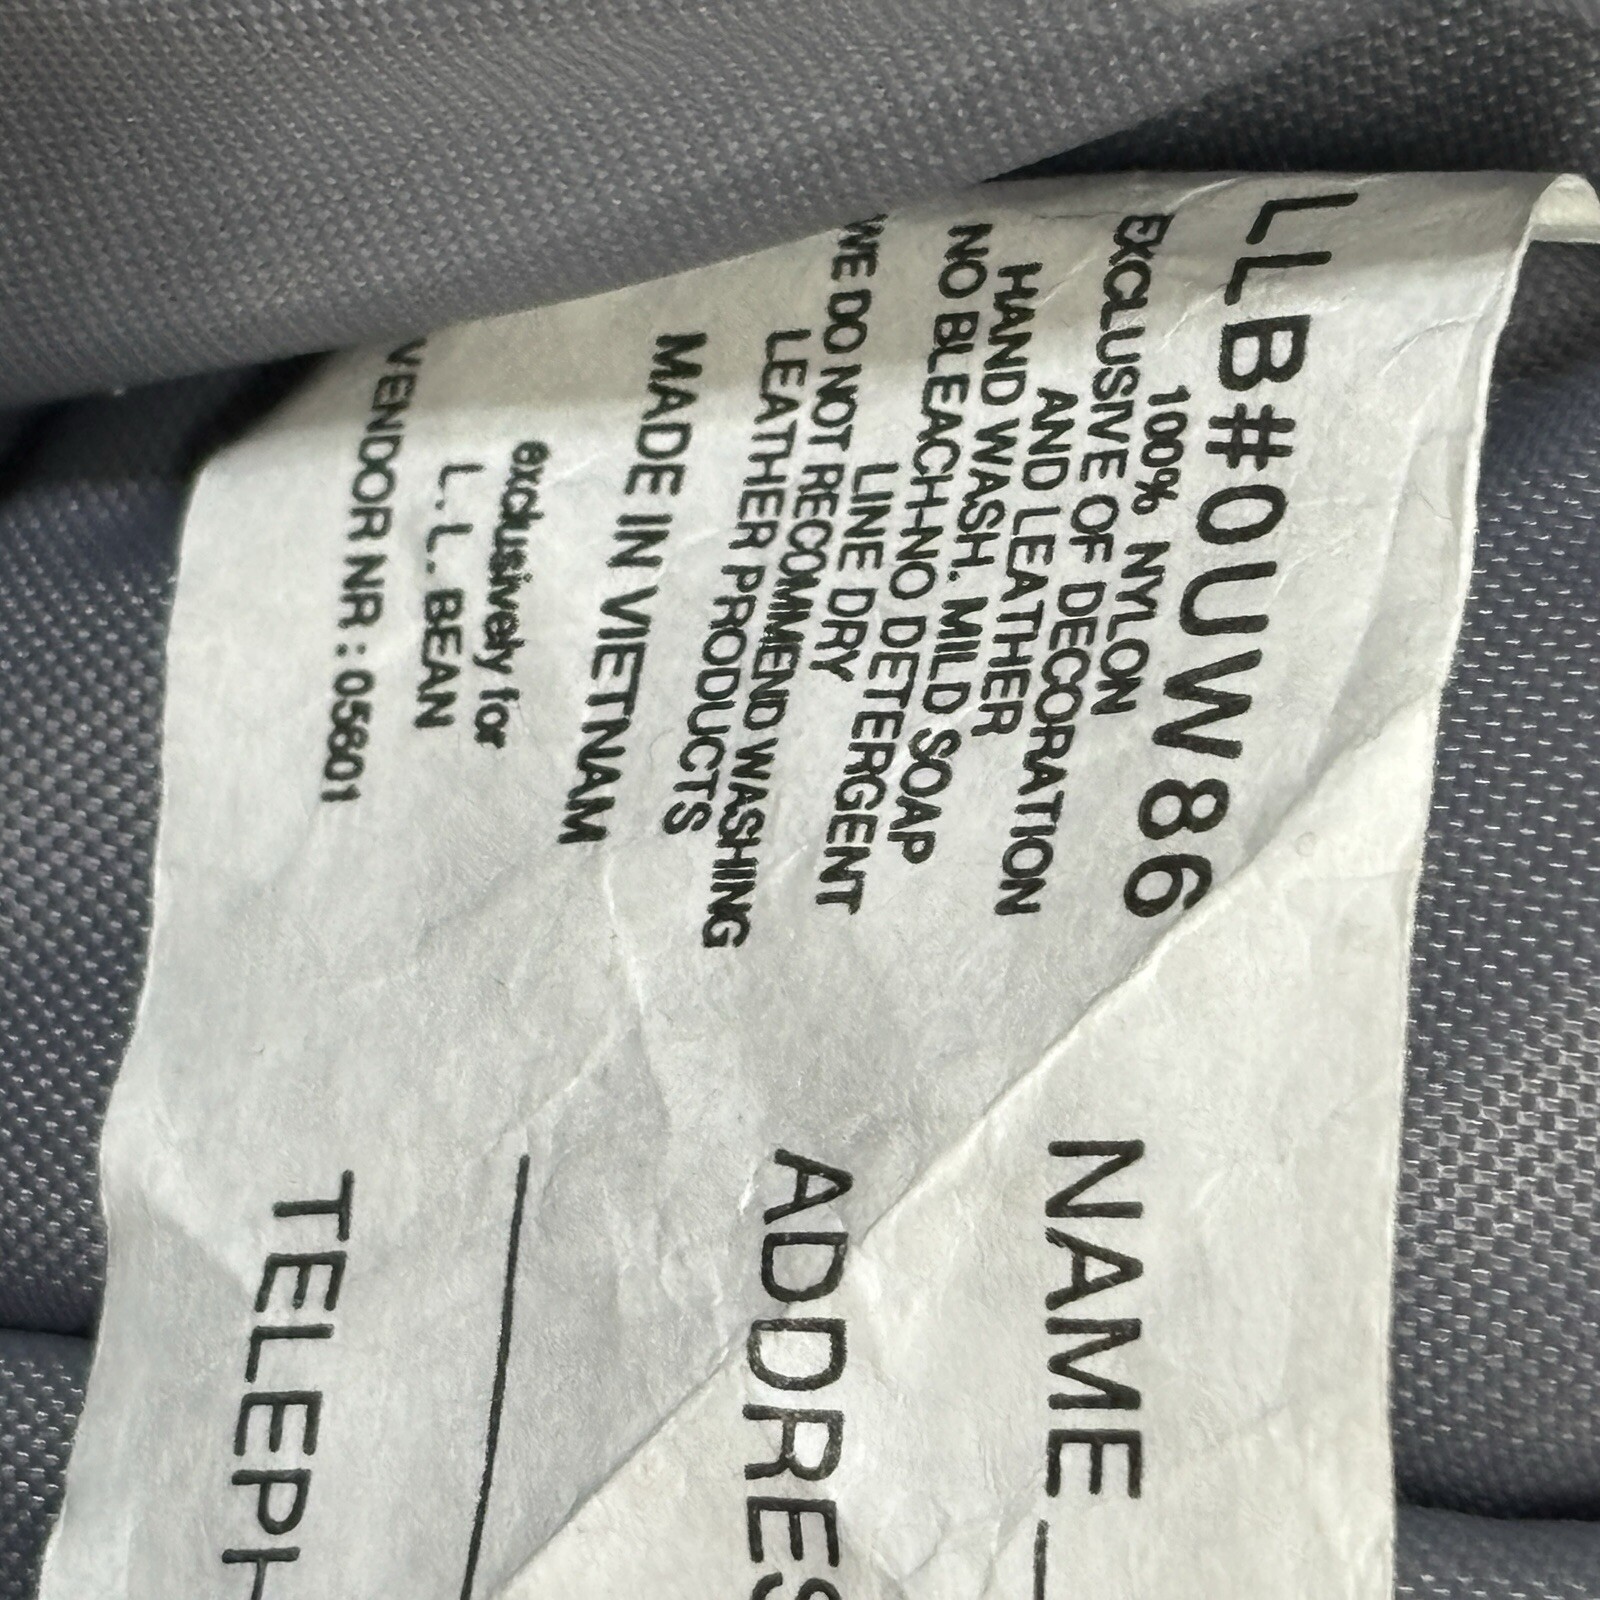 LLB#0UW86
100% NYLON
EXCLUSIVE OF DECORATION
AND LEATHER
HAND WASH. MILD SOAP
NO BLEACH-NO DETERGENT
LINE DRY
WE DO NOT RECOMMEND WASHING
LEATHER PRODUCTS
MADE IN VIETNAM
exclusively for
L.L.BEAN
VENDOR NR : 05601
NAME
ADDRES
TELEPH